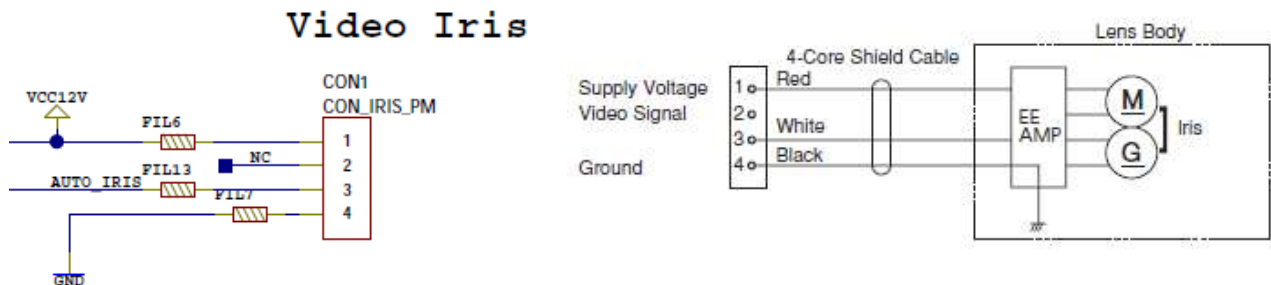 Video Iris
VCC12V
FIL6
NC
FIL13
AUTO_IRIS
FIL7
GND
CON1
CON_IRIS_PM
1
2
3
4
Lens Body
4-Core Shield Cable
Supply Voltage 1 Red
Video Signal 2
3 White
Ground 4 Black
EE
AMP
M
G
Iris